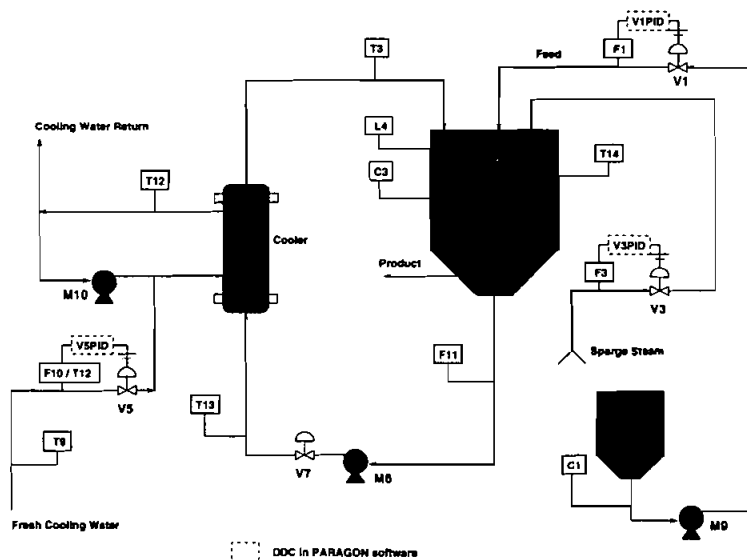 V1PID
F1
V1
Feed
T3
Cooling Water Return
L4
T12
C3
T14
Cooler
V3PID
Product
F3
M10
V3
V5PID
F11
Sparge Steam
F10 / T12
V5
T13
T9
V7
M6
C1
M9
Fresh Cooling Water
DDC in PARAGON software